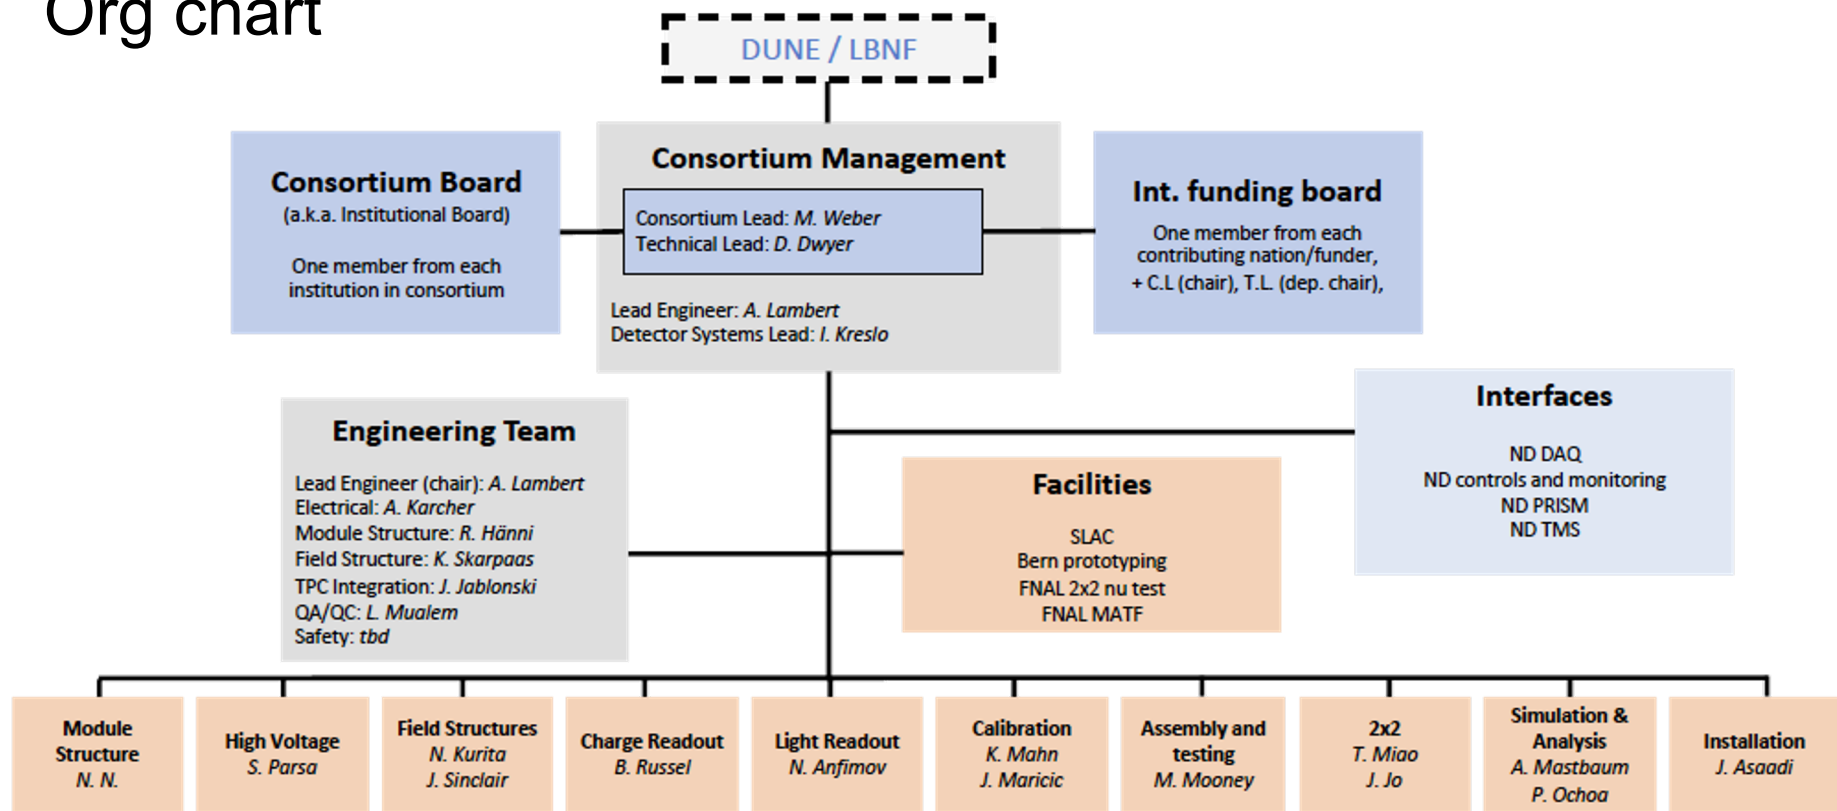 Org chart
DUNE / LBNF
Consortium Board
(a.k.a. Institutional Board)
One member from each
institution in consortium
Consortium Management
Consortium Lead: M. Weber
Technical Lead: D. Dwyer
Lead Engineer: A. Lambert
Detector Systems Lead: I. Kreslo
Int. funding board
One member from each
contributing nation/funder,
+ C.L (chair), T.L. (dep. chair),
Engineering Team
Lead Engineer (chair): A. Lambert
Electrical: A. Karcher
Module Structure: R. Hänni
Field Structure: K. Skarpaas
TPC Integration: J. Jablonski
QA/QC: L. Mualem
Safety: tbd
Facilities
SLAC
Bern prototyping
FNAL 2x2 nu test
FNAL MATF
Interfaces
ND DAQ
ND controls and monitoring
ND PRISM
ND TMS
Module
Structure
N. N.
High Voltage
S. Parsa
Field Structures
N. Kurita
J. Sinclair
Charge Readout
B. Russel
Light Readout
N. Anfimov
Calibration
K. Mahn
J. Maricic
Assembly and
testing
M. Mooney
2x2
T. Miao
J. Jo
Simulation &
Analysis
A. Mastbaum
P. Ochoa
Installation
J. Asaadi